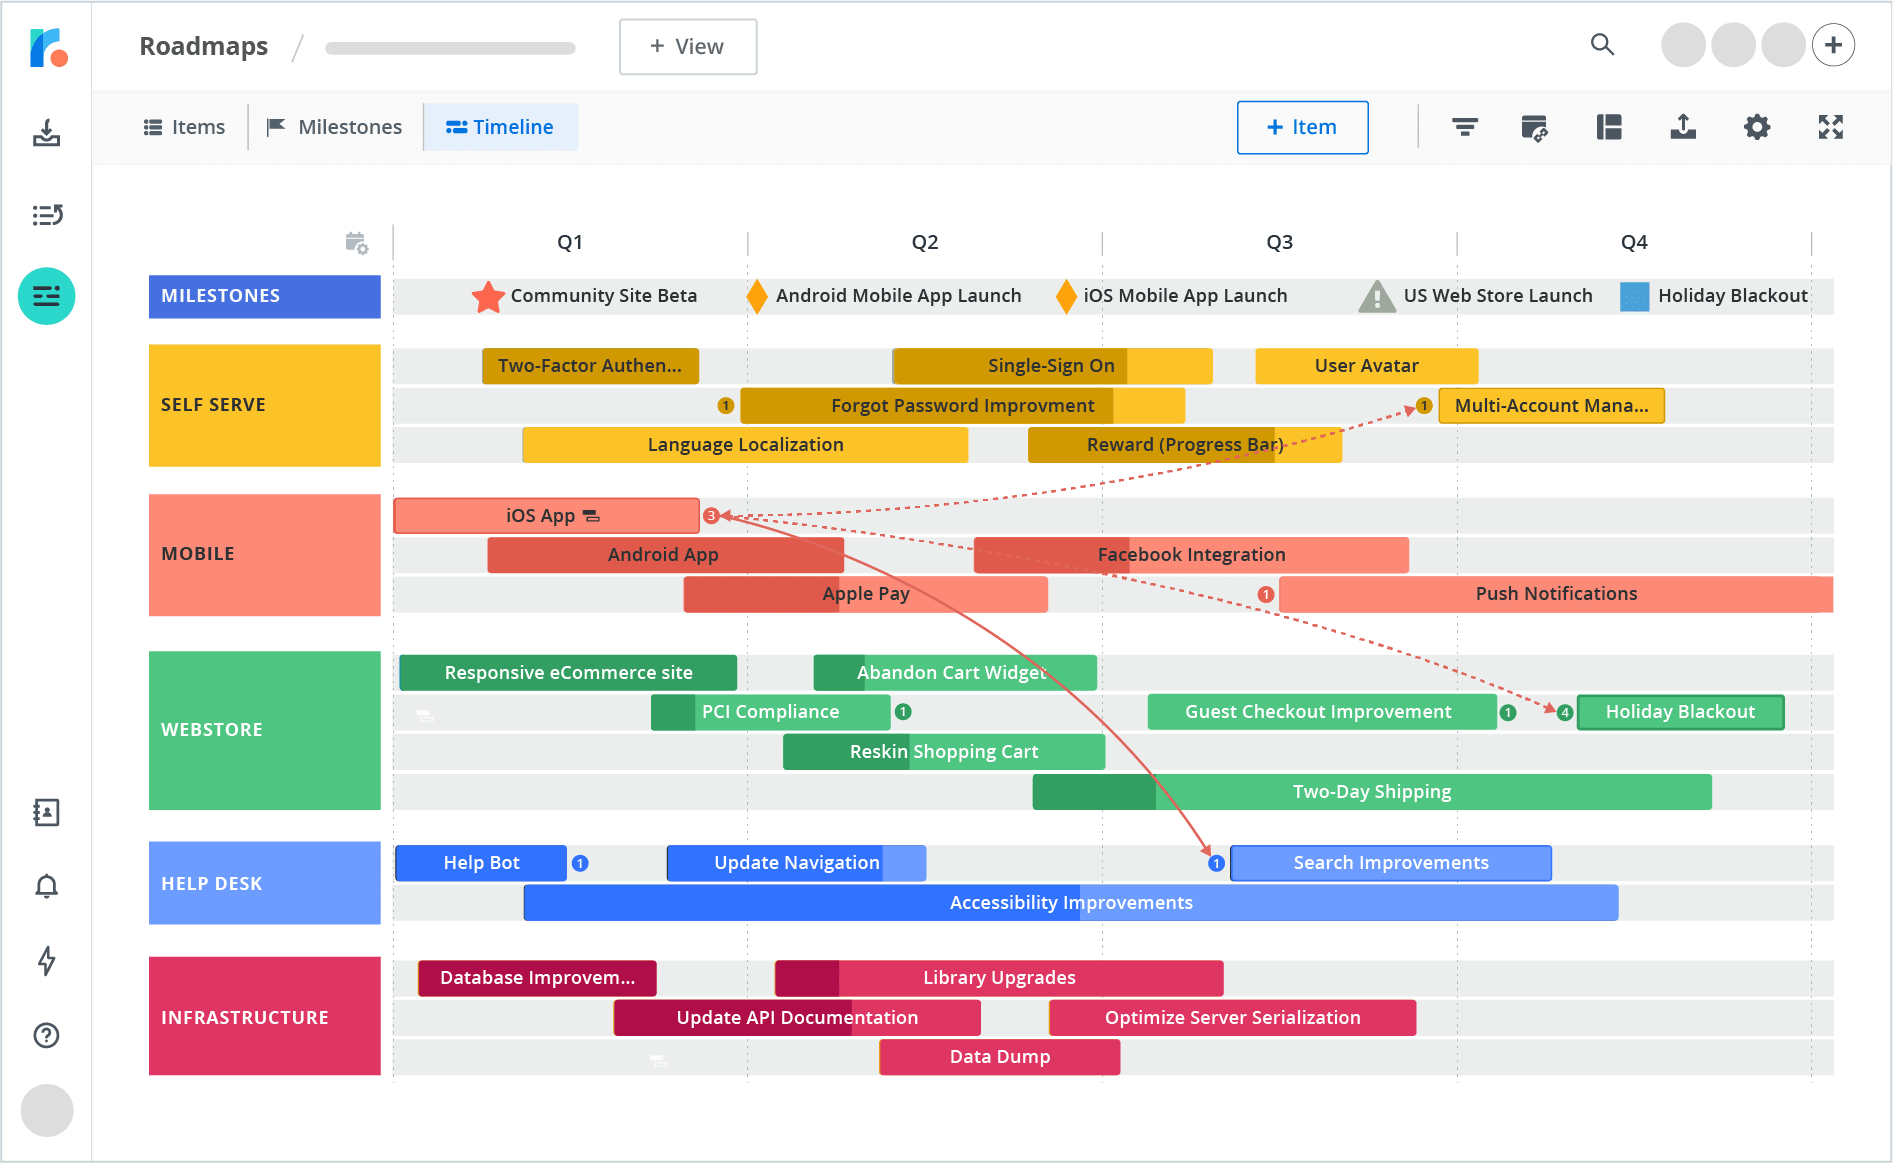 Roadmaps / + View
Items Milestones Timeline + Item
Q1 Q2 Q3 Q4
MILESTONES Community Site Beta Android Mobile App Launch iOS Mobile App Launch US Web Store Launch Holiday Blackout
SELF SERVE
Two-Factor Authen... Single-Sign On User Avatar
1 Forgot Password Improvment 1 Multi-Account Mana...
Language Localization Reward (Progress Bar)
MOBILE
iOS App 3
Android App Facebook Integration
Apple Pay 1 Push Notifications
WEBSTORE
Responsive eCommerce site Abandon Cart Widget
PCI Compliance 1 Guest Checkout Improvement 1 4 Holiday Blackout
Reskin Shopping Cart
Two-Day Shipping
HELP DESK
Help Bot 1 Update Navigation 1 Search Improvements
Accessibility Improvements
INFRASTRUCTURE
Database Improvem... Library Upgrades
Update API Documentation Optimize Server Serialization
Data Dump